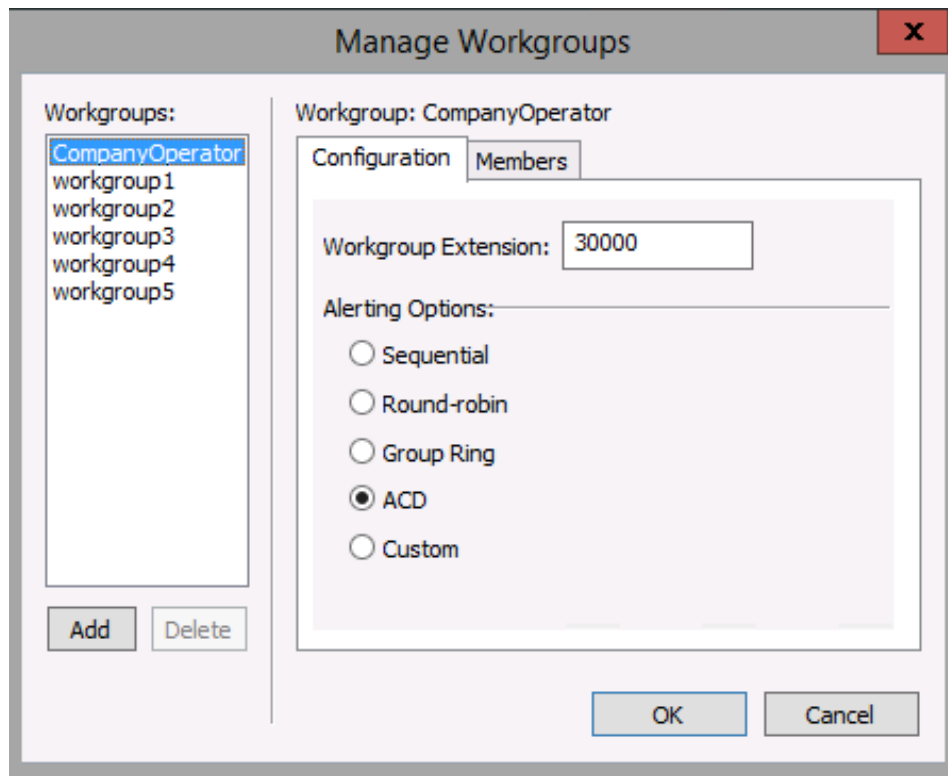 Manage Workgroups
x
Workgroups:
CompanyOperator
workgroup1
workgroup2
workgroup3
workgroup4
workgroup5
Add
Delete
Workgroup: CompanyOperator
Configuration
Members
Workgroup Extension: 30000
Alerting Options:
Sequential
Round-robin
Group Ring
ACD
Custom
OK
Cancel